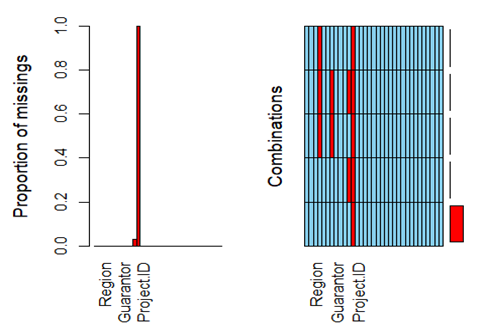 Proportion of missings
1.0
0.8
0.6
0.4
0.2
0.0
Region
Guarantor
Project.ID
Combinations
Region
Guarantor
Project.ID